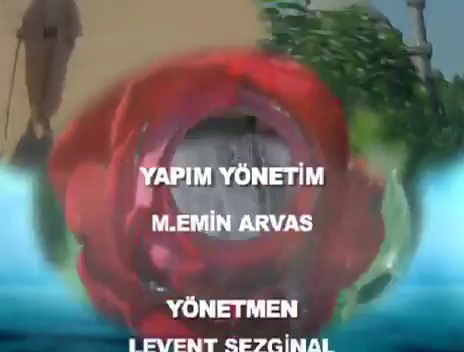 YAPIM YÖNETİM
M.EMİN ARVAS
YÖNETMEN
LEVENT SEZGİNAL